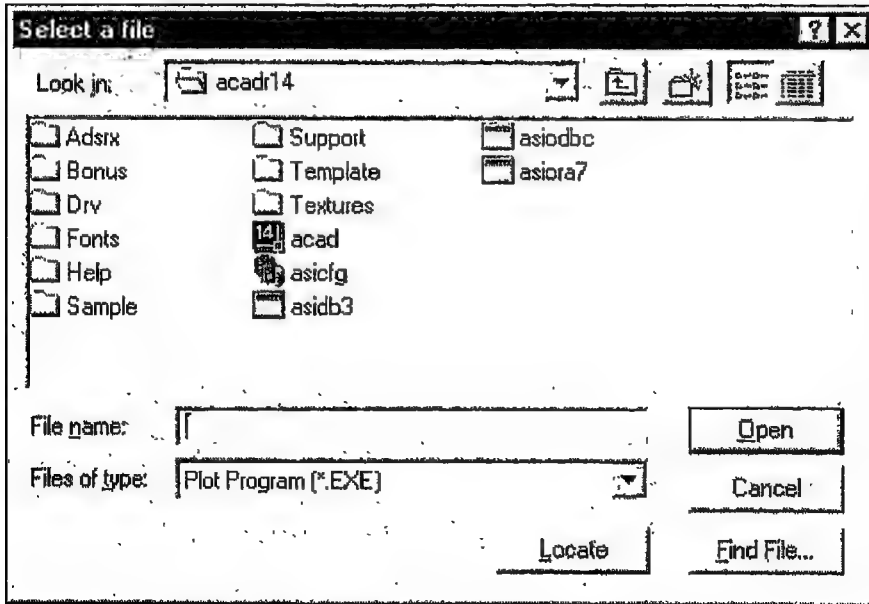 Select a file
Look in: acadr14
Adsrx Support asiodbc
Bonus Template asiora7
Drv Textures
Fonts 14 acad
Help asicfg
Sample asidb3
File name: Open
Files of type: Plot Program (*.EXE) Cancel
Locate Find File...